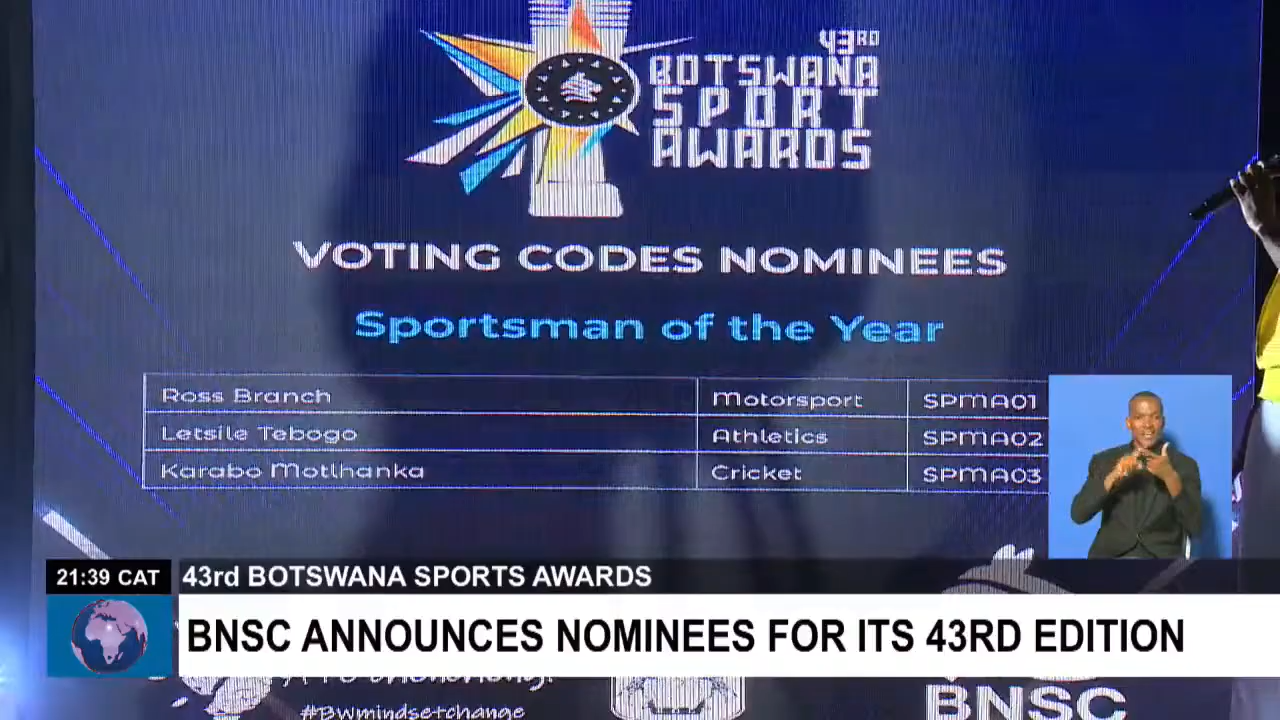 43RD
BOTSWANA
SPORT
AWARDS
VOTING CODES NOMINEES
Sportsman of the Year
Ross Branch Motorsport SPMA01
Letsile Tebogo Athletics SPMA02
Karabo Motlhanka Cricket SPMA03
21:39 CAT 43rd BOTSWANA SPORTS AWARDS
BNSC ANNOUNCES NOMINEES FOR ITS 43RD EDITION
#BWmindsetchange
BNSC